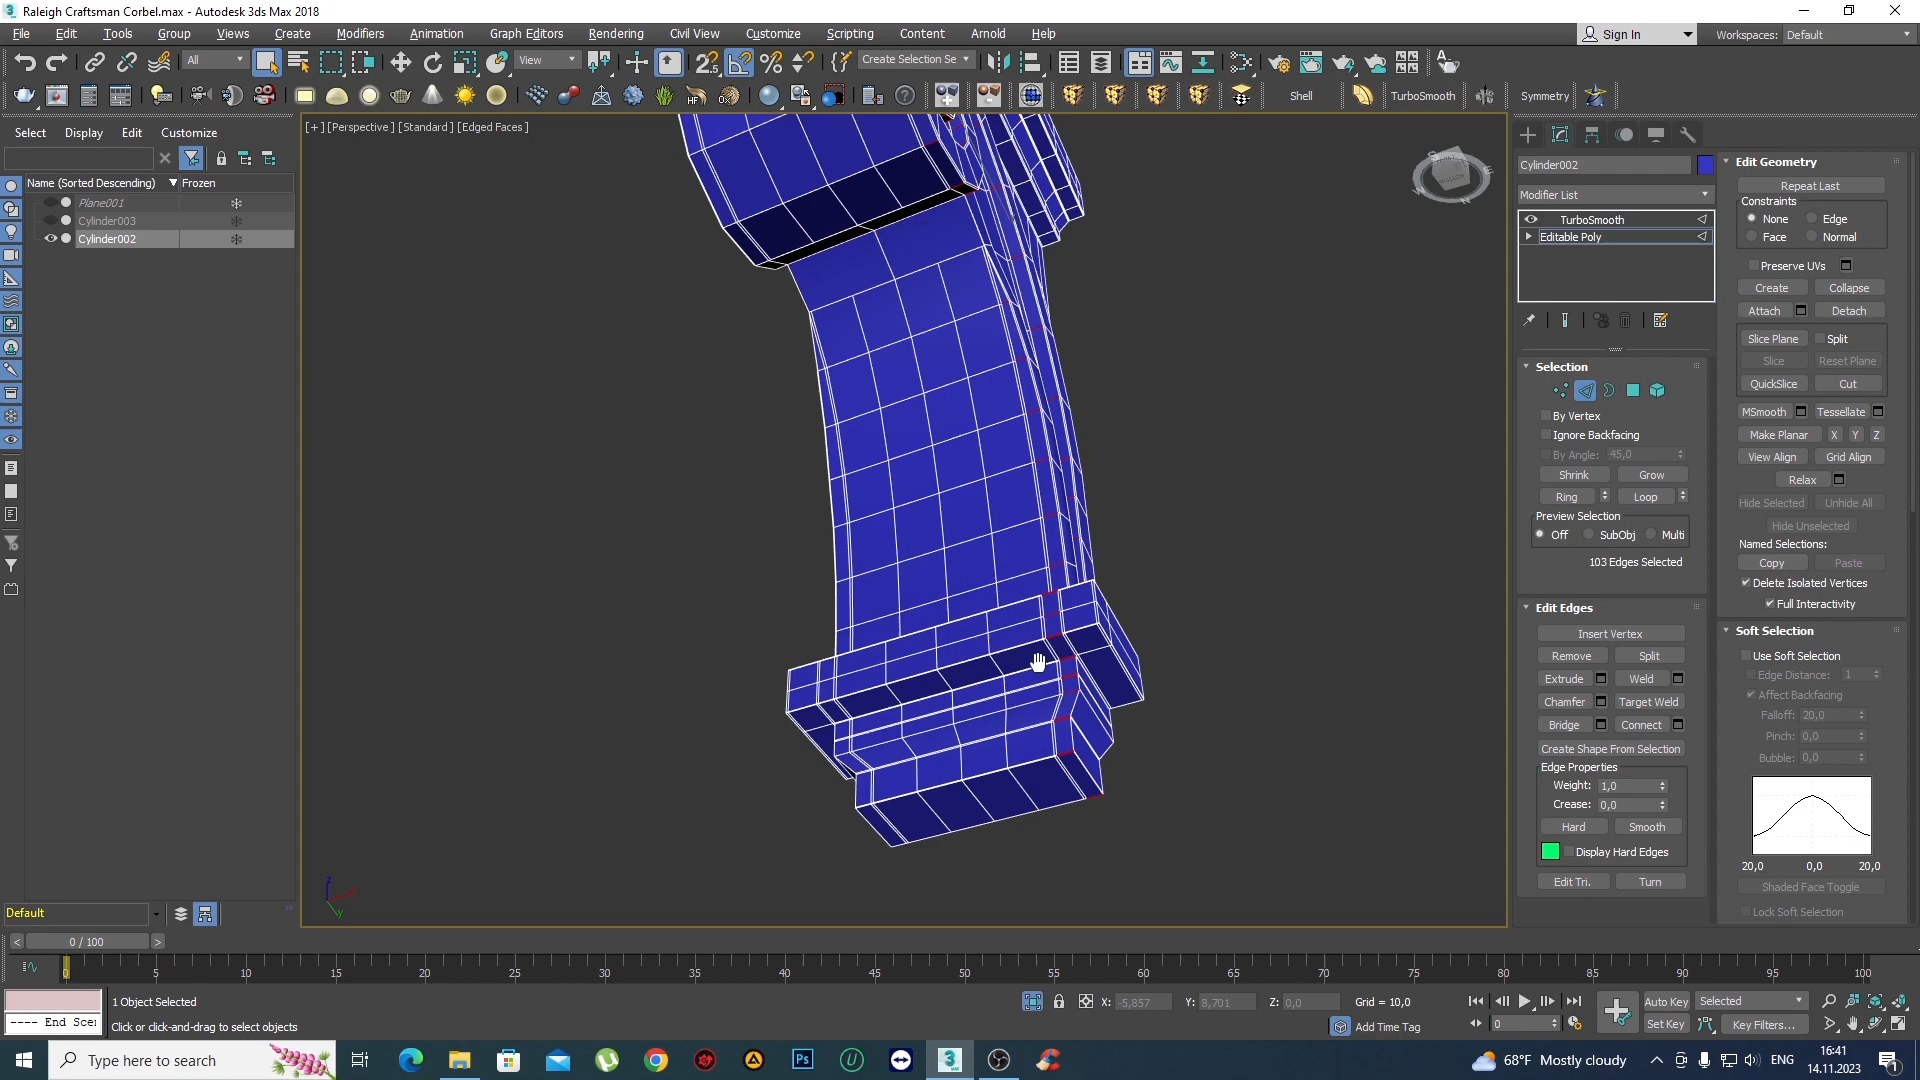 Raleigh Craftsman Corbel.max - Autodesk 3ds Max 2018
File Edit Tools Group Views Create Modifiers Animation Graph Editors Rendering Civil View Customize Scripting Content Arnold Help
Sign In Workspaces: Default
All View Create Selection Se
Shell TurboSmooth Symmetry
Select Display Edit Customize
Name (Sorted Descending) Frozen
Plane001
Cylinder003
Cylinder002
[+] [Perspective ] [Standard ] [Edged Faces ]
Cylinder002
Modifier List
TurboSmooth
Editable Poly
Selection
By Vertex
Ignore Backfacing
By Angle: 45,0
Shrink Grow
Ring Loop
Preview Selection
Off SubObj Multi
103 Edges Selected
Edit Edges
Insert Vertex
Remove Split
Extrude Weld
Chamfer Target Weld
Bridge Connect
Create Shape From Selection
Edge Properties
Weight: 1,0
Crease: 0,0
Hard Smooth
Display Hard Edges
Edit Tri. Turn
Edit Geometry
Repeat Last
Constraints
None Edge
Face Normal
Preserve UVs
Create Collapse
Attach Detach
Slice Plane Split
Slice Reset Plane
QuickSlice Cut
MSmooth Tessellate
Make Planar X Y Z
View Align Grid Align
Relax
Hide Selected Unhide All
Hide Unselected
Named Selections:
Copy Paste
Delete Isolated Vertices
Full Interactivity
Soft Selection
Use Soft Selection
Edge Distance: 1
Affect Backfacing
Falloff: 20,0
Pinch: 0,0
Bubble: 0,0
20,0 0,0 20,0
Shaded Face Toggle
Lock Soft Selection
Default
< 0 / 100 >
0 5 10 15 20 25 30 35 40 45 50 55 60 65 70 75 80 85 90 95 100
1 Object Selected
---- End Scer
Click or click-and-drag to select objects
X: -5,857 Y: 8,701 Z: 0,0 Grid = 10,0
Add Time Tag
0
Auto Key Selected
Set Key Key Filters...
Type here to search
68°F Mostly cloudy ENG
16:41
14.11.2023